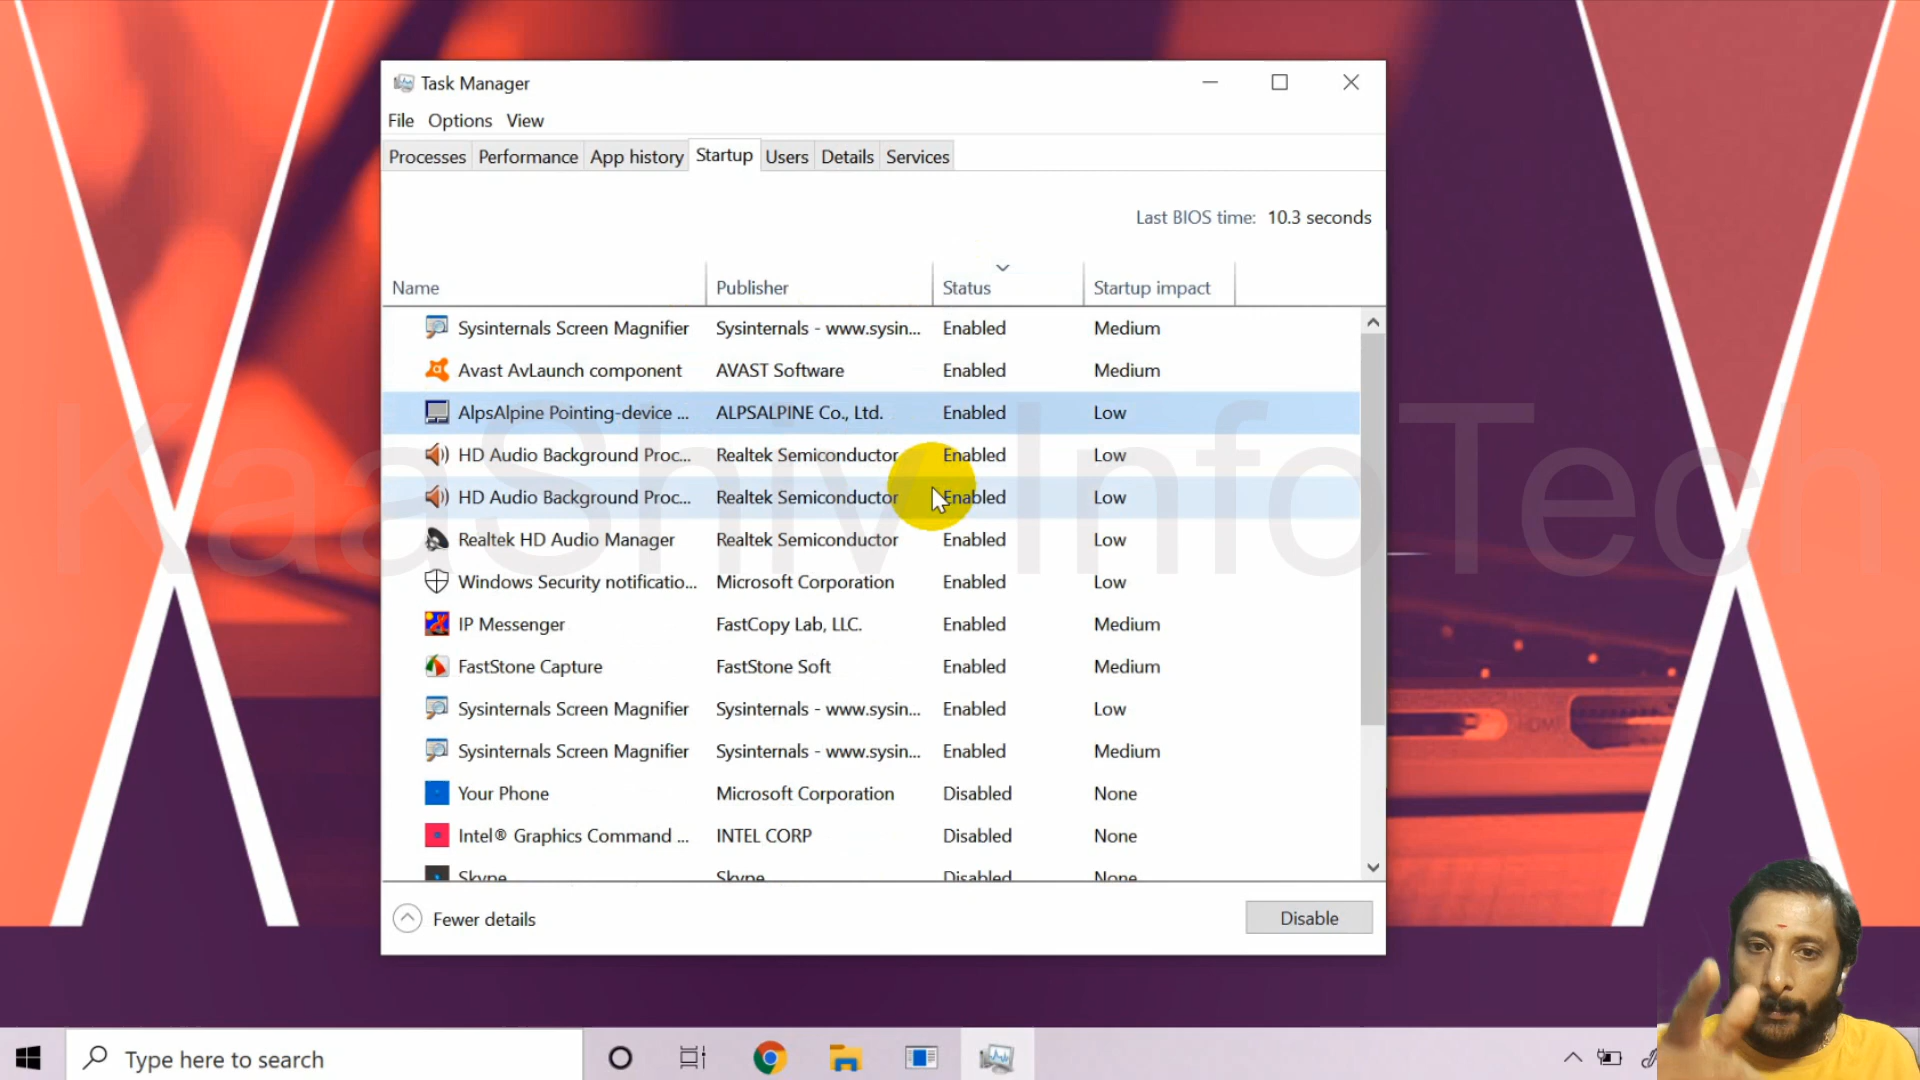 Task Manager
File Options View
Processes Performance App history Startup Users Details Services
Last BIOS time: 10.3 seconds
Name Publisher Status Startup impact
Sysinternals Screen Magnifier Sysinternals - www.sysin... Enabled Medium
Avast AvLaunch component AVAST Software Enabled Medium
AlpsAlpine Pointing-device ... ALPSALPINE Co., Ltd. Enabled Low
HD Audio Background Proc... Realtek Semiconductor Enabled Low
KaaShiv InfoTech
HD Audio Background Proc... Realtek Semiconductor Enabled Low
Realtek HD Audio Manager Realtek Semiconductor Enabled Low
Windows Security notificatio... Microsoft Corporation Enabled Low
IP Messenger FastCopy Lab, LLC. Enabled Medium
FastStone Capture FastStone Soft Enabled Medium
Sysinternals Screen Magnifier Sysinternals - www.sysin... Enabled Low
Sysinternals Screen Magnifier Sysinternals - www.sysin... Enabled Medium
Your Phone Microsoft Corporation Disabled None
Intel® Graphics Command ... INTEL CORP Disabled None
Skype Skype Disabled None
Fewer details Disable
HDMI
Type here to search